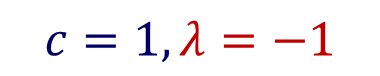 c = 1, λ = −1